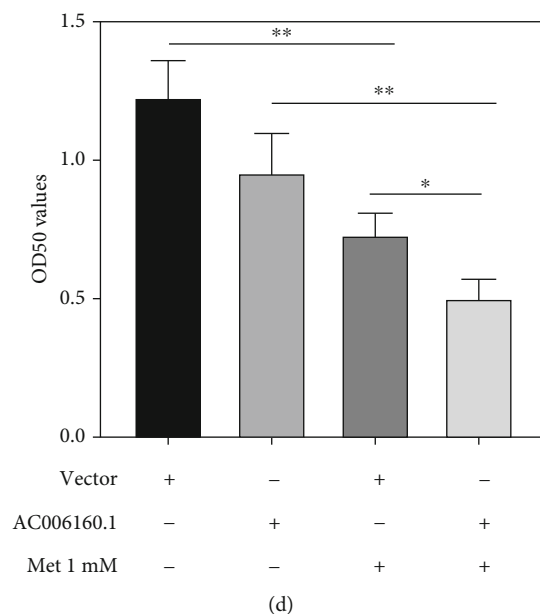 1.5
**
**
1.0
*
OD50 values
0.5
0.0
Vector + – + –
AC006160.1 – + – +
Met 1 mM – – + +
(d)